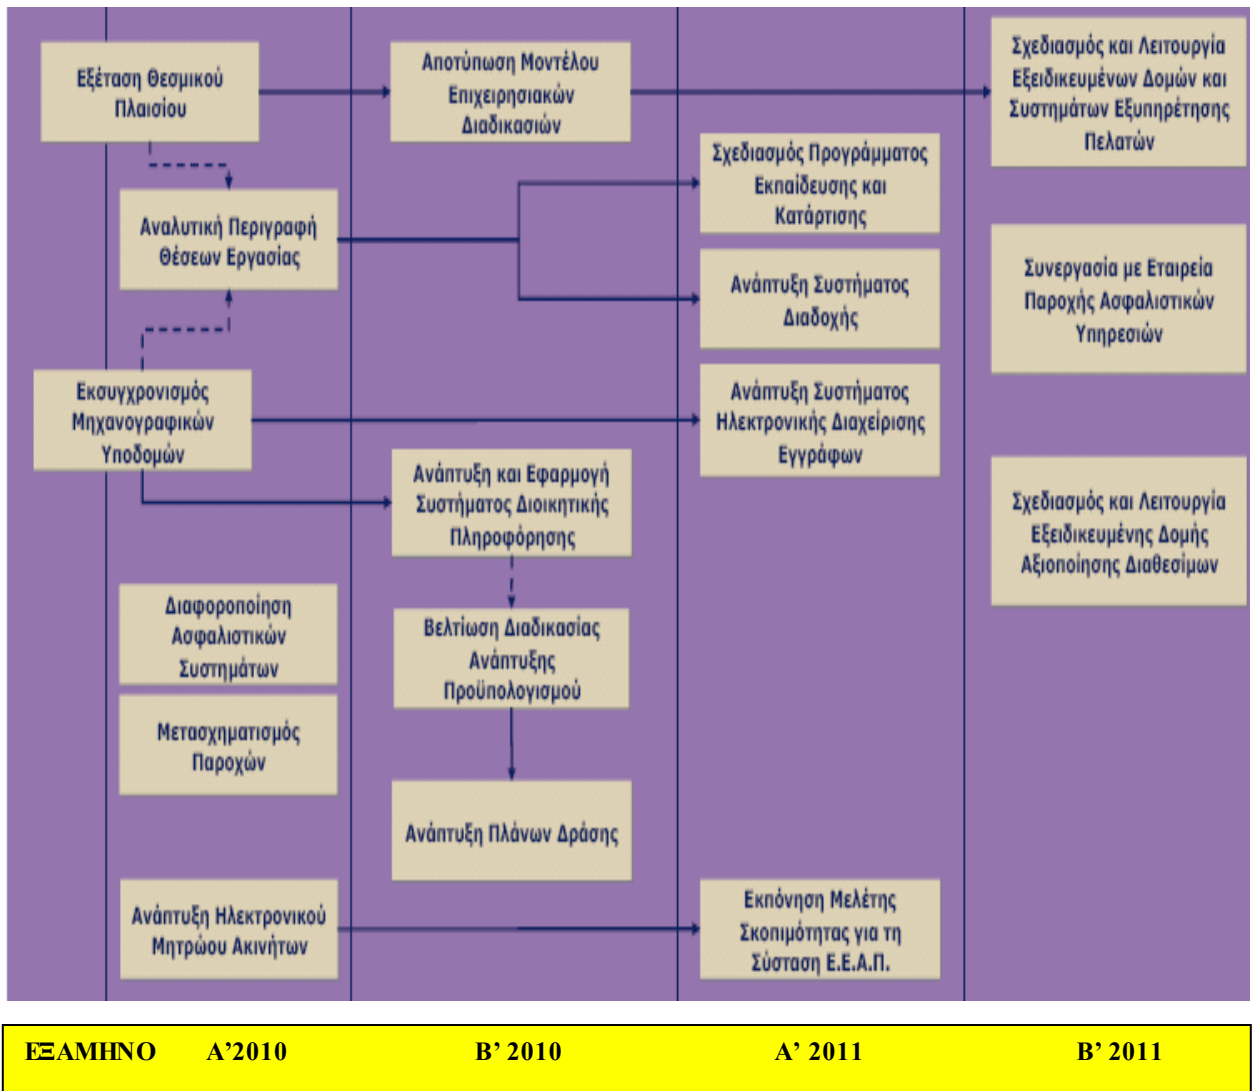 Εξέταση Θεσμικού
Πλαισίου
Αποτύπωση Μοντέλου
Επιχειρησιακών
Διαδικασιών
Σχεδιασμός και Λειτουργία
Εξειδικευμένων Δομών και
Συστημάτων Εξυπηρέτησης
Πελατών
Σχεδιασμός Προγράμματος
Εκπαίδευσης και
Κατάρτισης
Αναλυτική Περιγραφή
Θέσεων Εργασίας
Ανάπτυξη Συστήματος
Διαδοχής
Συνεργασία με Εταιρεία
Παροχής Ασφαλιστικών
Υπηρεσιών
Εκσυγχρονισμός
Μηχανογραφικών
Υποδομών
Ανάπτυξη Συστήματος
Ηλεκτρονικής Διαχείρισης
Εγγράφων
Ανάπτυξη και Εφαρμογή
Συστήματος Διοικητικής
Πληροφόρησης
Σχεδιασμός και Λειτουργία
Εξειδικευμένης Δομής
Αξιοποίησης Διαθεσίμων
Διαφοροποίηση
Ασφαλιστικών
Συστημάτων
Βελτίωση Διαδικασίας
Ανάπτυξης
Προϋπολογισμού
Μετασχηματισμός
Παροχών
Ανάπτυξη Πλάνων Δράσης
Ανάπτυξη Ηλεκτρονικού
Μητρώου Ακινήτων
Εκπόνηση Μελέτης
Σκοπιμότητας για τη
Σύσταση Ε.Ε.Α.Π.
ΕΞΑΜΗΝΟ Α’2010 Β’ 2010 Α’ 2011 Β’ 2011